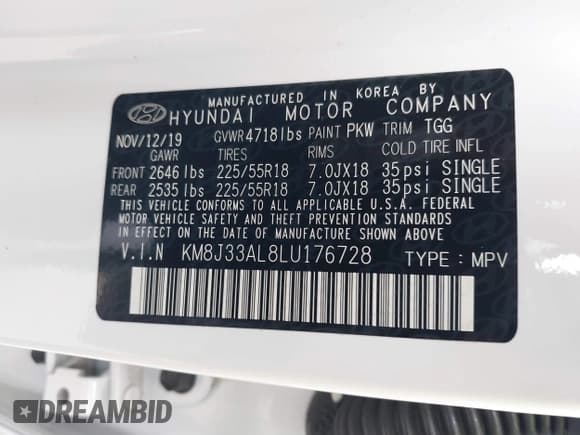 MANUFACTURED IN KOREA BY
HYUNDAI MOTOR COMPANY
NOV/12/19 GVWR 4718lbs PAINT PKW TRIM TGG
GAWR TIRES RIMS COLD TIRE INFL
FRONT 2646 lbs 225/55R18 7.0JX18 35psi SINGLE
REAR 2535 lbs 225/55R18 7.0JX18 35psi SINGLE
THIS VEHICLE CONFORMS TO ALL APPLICABLE U.S.A. FEDERAL
MOTOR VEHICLE SAFETY AND THEFT PREVENTION STANDARDS
IN EFFECT ON THE DATE OF MANUFACTURE SHOWN ABOVE.
V.I.N KM8J33AL8LU176728 TYPE : MPV
DREAMBID